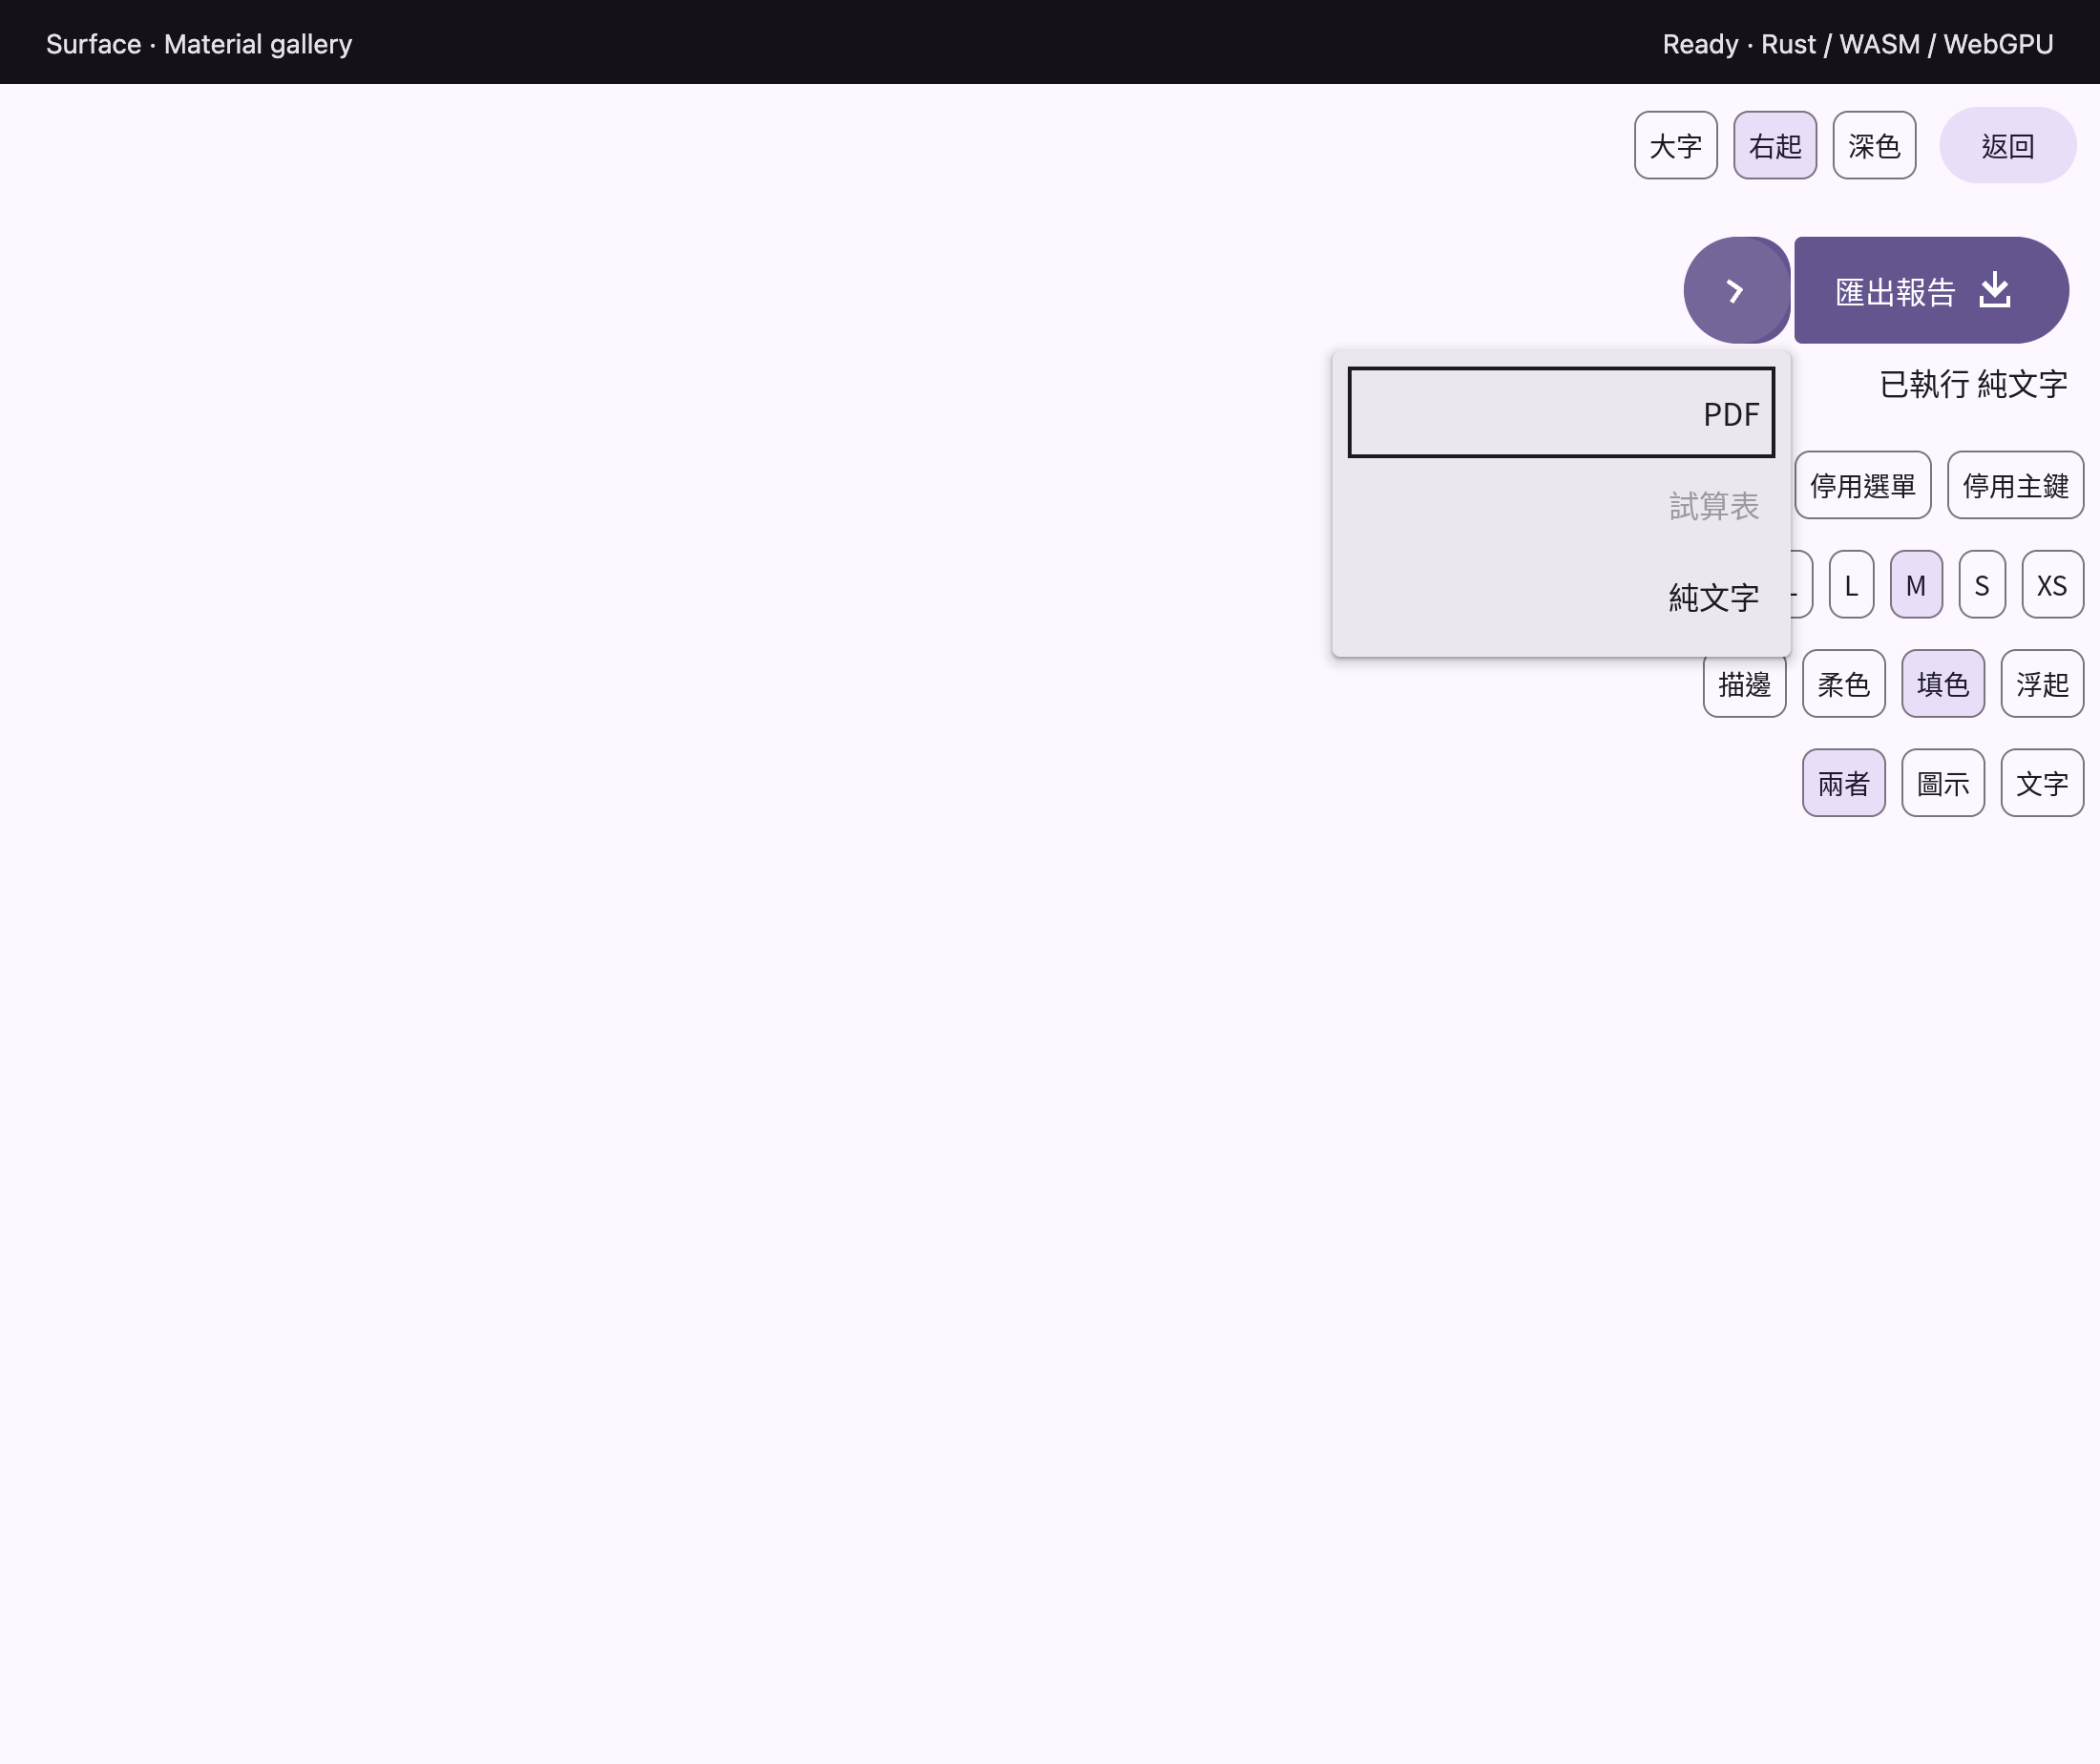 Surface · Material gallery
Ready · Rust / WASM / WebGPU
大字 右起 深色 返回
匯出報告
已執行 純文字
PDF
試算表
純文字
停用選單 停用主鍵
L M S XS
描邊 柔色 填色 浮起
兩者 圖示 文字